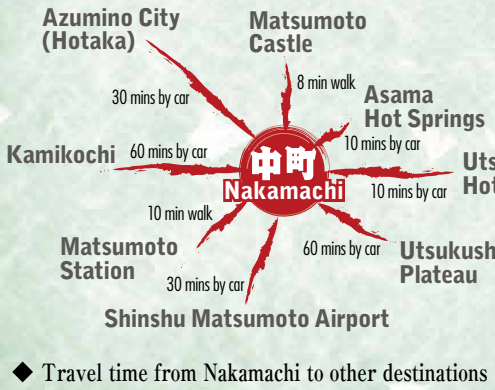 Azumino City
(Hotaka)
Matsumoto
Castle
8 min walk
30 mins by car
Asama
Hot Springs
10 mins by car
Kamikochi
60 mins by car
中町
Nakamachi
10 mins by car
10 min walk
Matsumoto
Station
60 mins by car
Plateau
30 mins by car
Shinshu Matsumoto Airport
◆ Travel time from Nakamachi to other destinations